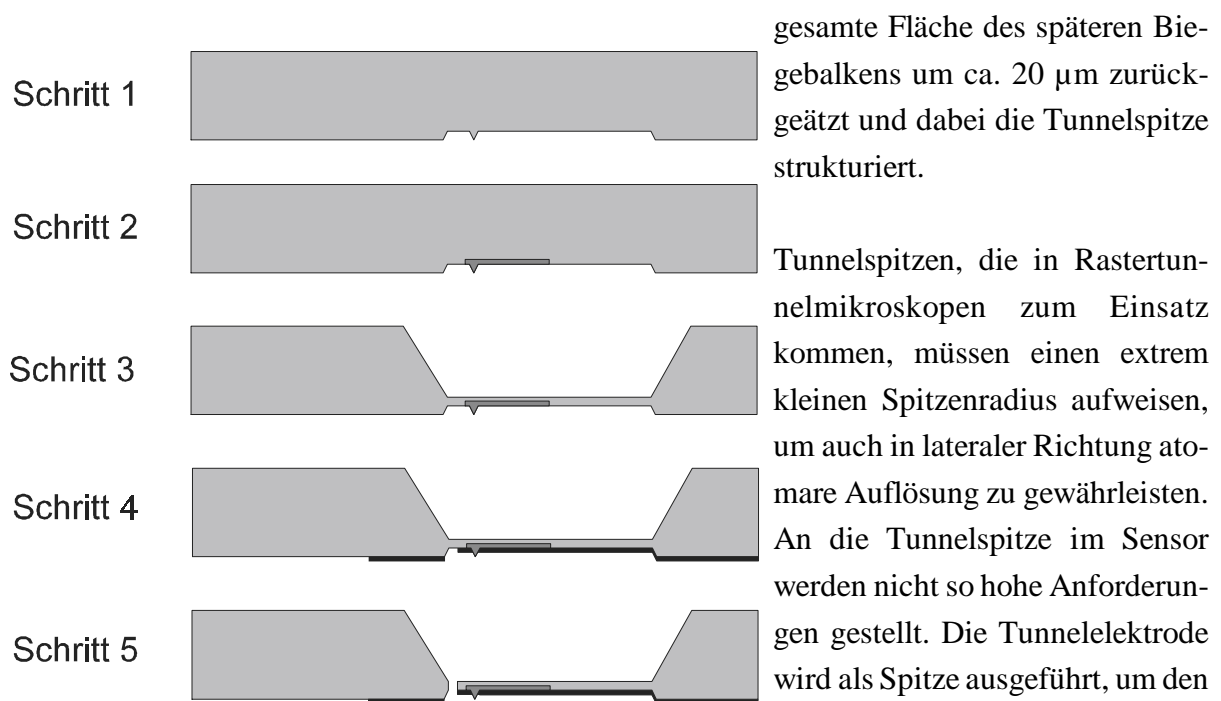 Schritt 1
Schritt 2
Schritt 3
Schritt 4
Schritt 5
gesamte Fläche des späteren Bie-
gebalkens um ca. 20 µm zurück-
geätzt und dabei die Tunnelspitze
strukturiert.
Tunnelspitzen, die in Rastertun-
nelmikroskopen zum Einsatz
kommen, müssen einen extrem
kleinen Spitzenradius aufweisen,
um auch in lateraler Richtung ato-
mare Auflösung zu gewährleisten.
An die Tunnelspitze im Sensor
werden nicht so hohe Anforderun-
gen gestellt. Die Tunnelelektrode
wird als Spitze ausgeführt, um den